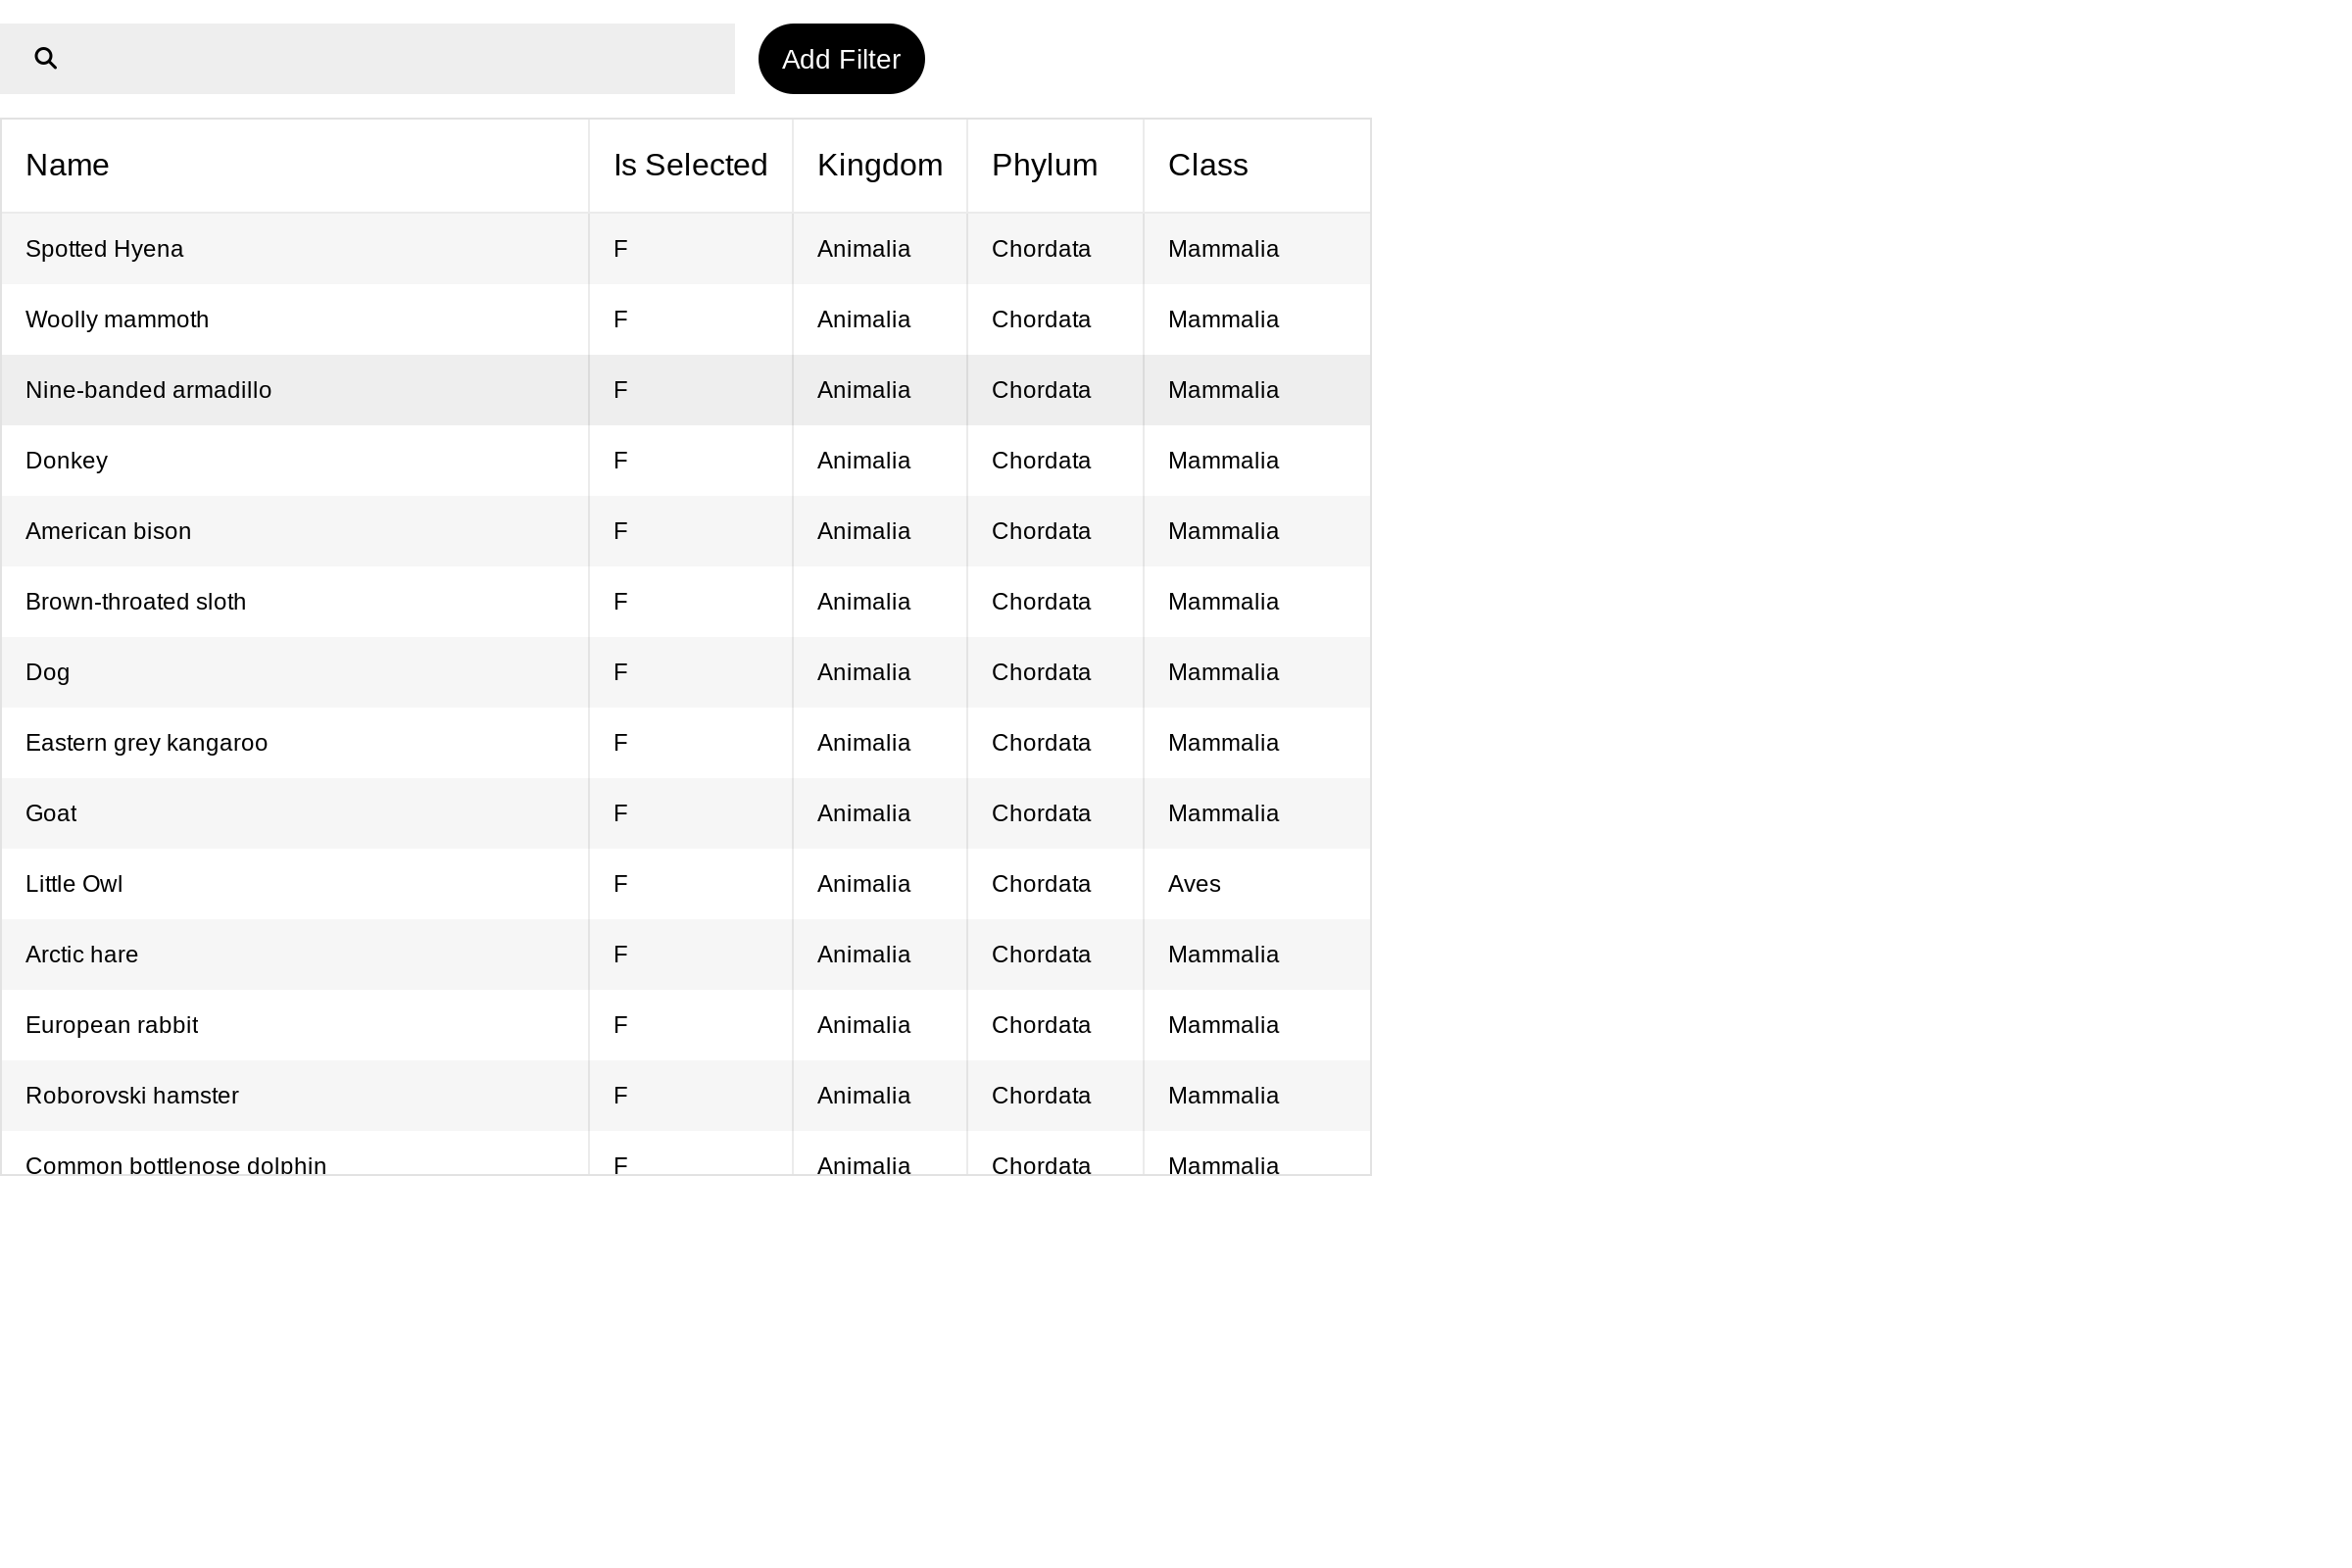 Add Filter
Name Is Selected Kingdom Phylum Class
Spotted Hyena F Animalia Chordata Mammalia
Woolly mammoth F Animalia Chordata Mammalia
Nine-banded armadillo F Animalia Chordata Mammalia
Donkey F Animalia Chordata Mammalia
American bison F Animalia Chordata Mammalia
Brown-throated sloth F Animalia Chordata Mammalia
Dog F Animalia Chordata Mammalia
Eastern grey kangaroo F Animalia Chordata Mammalia
Goat F Animalia Chordata Mammalia
Little Owl F Animalia Chordata Aves
Arctic hare F Animalia Chordata Mammalia
European rabbit F Animalia Chordata Mammalia
Roborovski hamster F Animalia Chordata Mammalia
Common bottlenose dolphin F Animalia Chordata Mammalia